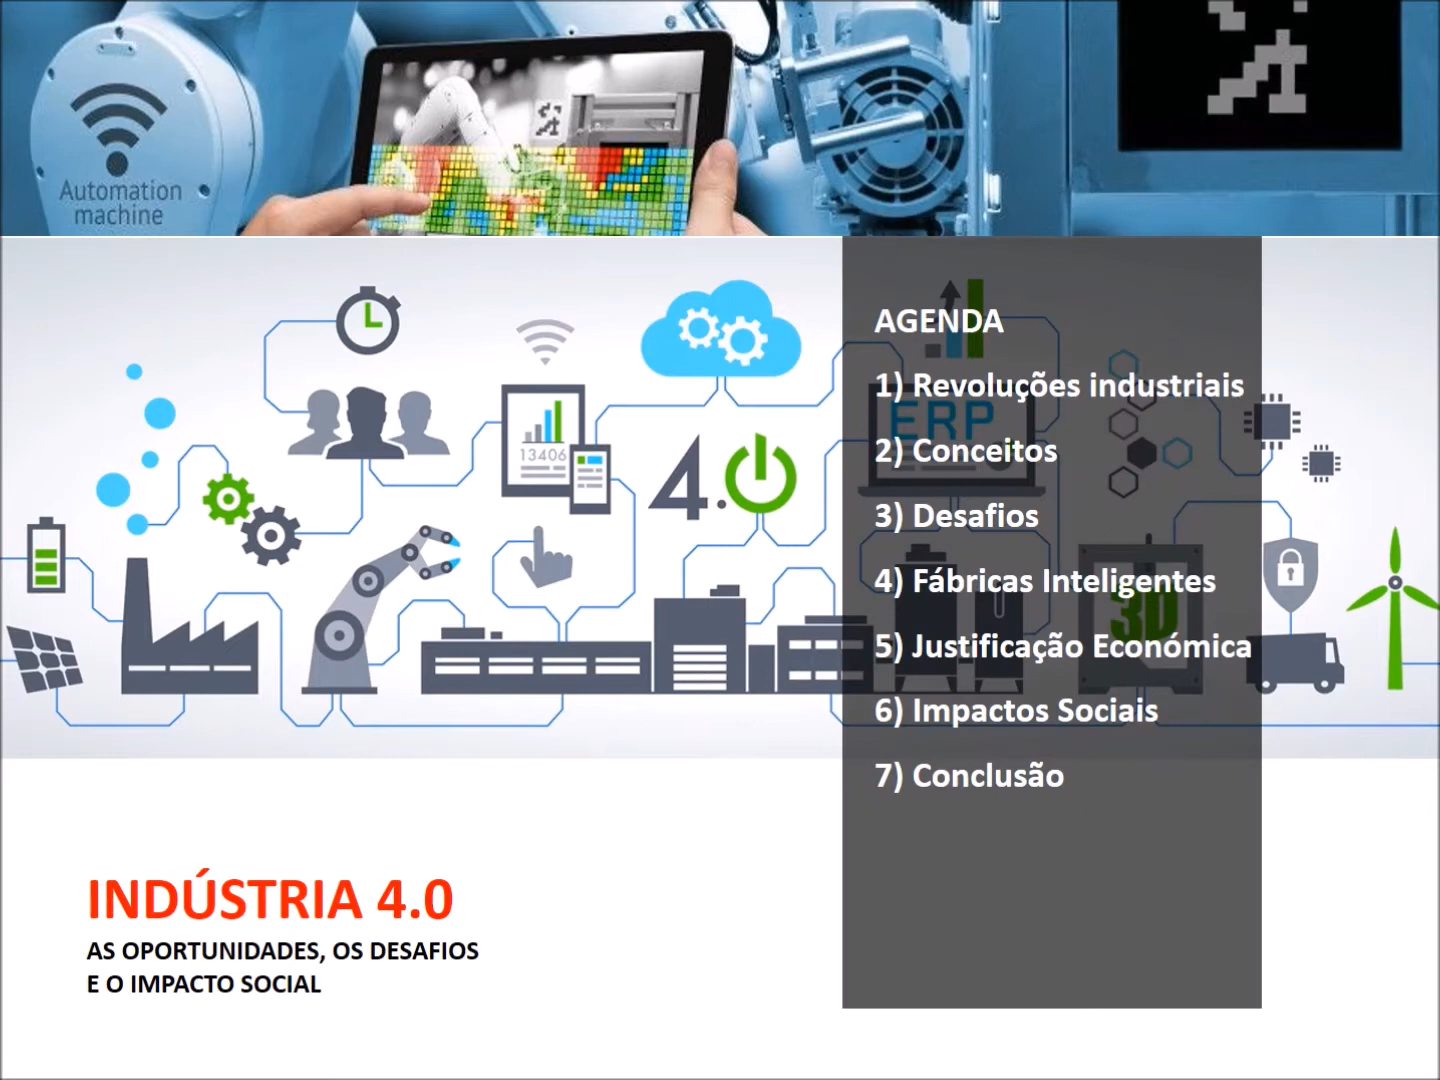 Automation
machine
13406
4.
ERP
3D
AGENDA
1) Revoluções industriais
2) Conceitos
3) Desafios
4) Fábricas Inteligentes
5) Justificação Económica
6) Impactos Sociais
7) Conclusão
INDÚSTRIA 4.0
AS OPORTUNIDADES, OS DESAFIOS
E O IMPACTO SOCIAL